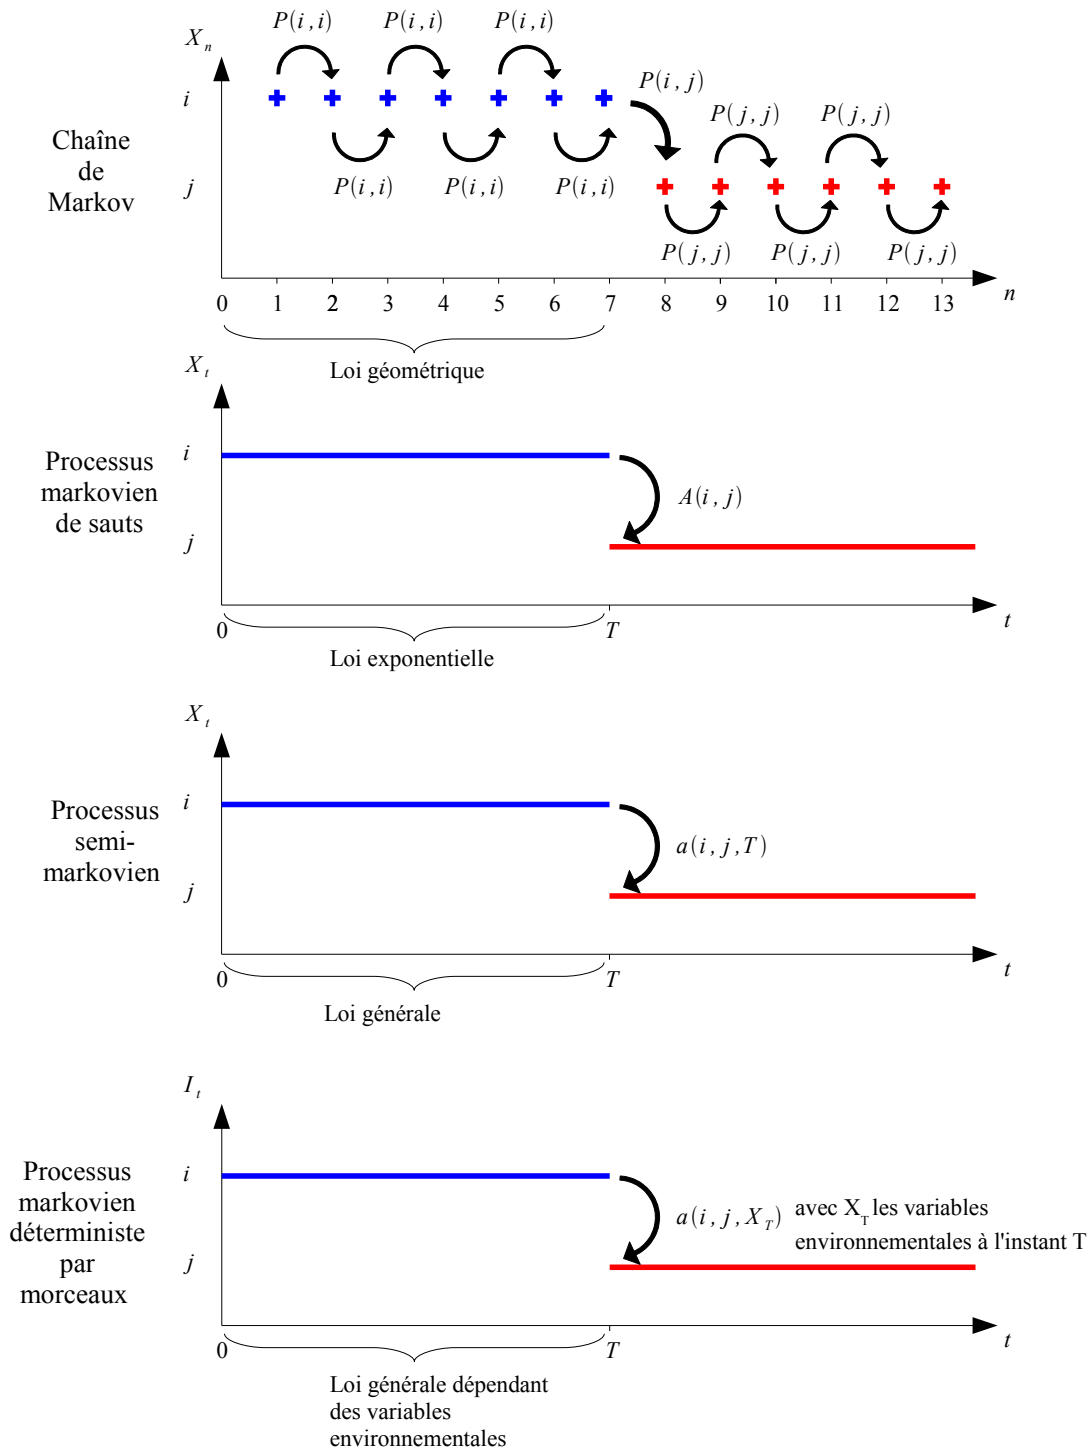 P(i,i) P(i,i) P(i,i)
X_n
i
P(i,j)
P(j,j) P(j,j)
Chaîne
de
Markov
P(i,i) P(i,i) P(i,i)
j
P(j,j) P(j,j) P(j,j)
0 1 2 3 4 5 6 7 8 9 10 11 12 13 n
Loi géométrique
X_t
i
Processus
markovien
de sauts
A(i,j)
j
0 T t
Loi exponentielle
X_t
i
Processus
semi-
markovien
a(i,j,T)
j
0 T t
Loi générale
I_t
i
Processus
markovien
déterministe
par
morceaux
a(i,j,X_T) avec X_T les variables
environnementales à l'instant T
j
0 T t
Loi générale dépendant
des variables
environnementales